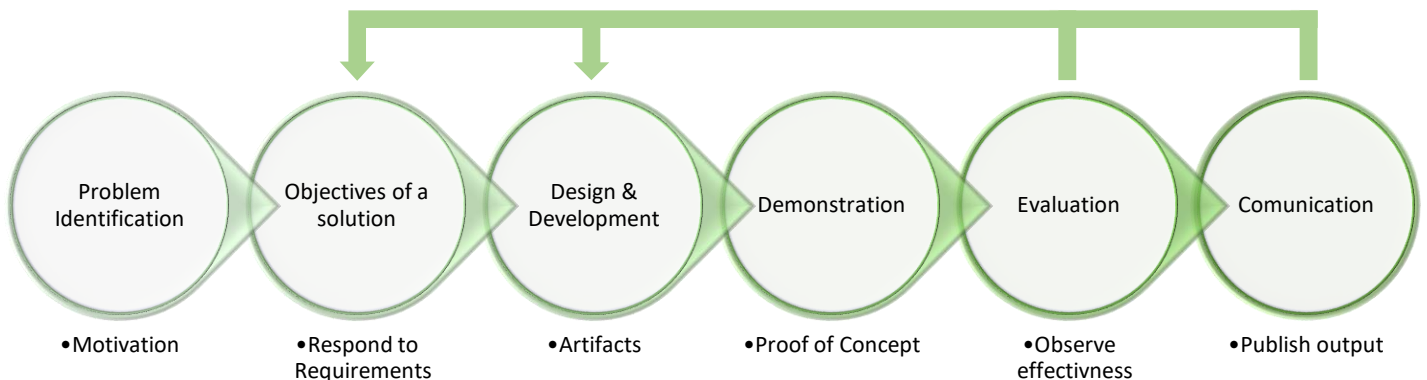 Problem
Identification
Objectives of a
solution
Design &
Development
Demonstration
Evaluation
Comunication
•Motivation
•Respond to
Requirements
•Artifacts
•Proof of Concept
•Observe
effectivness
•Publish output